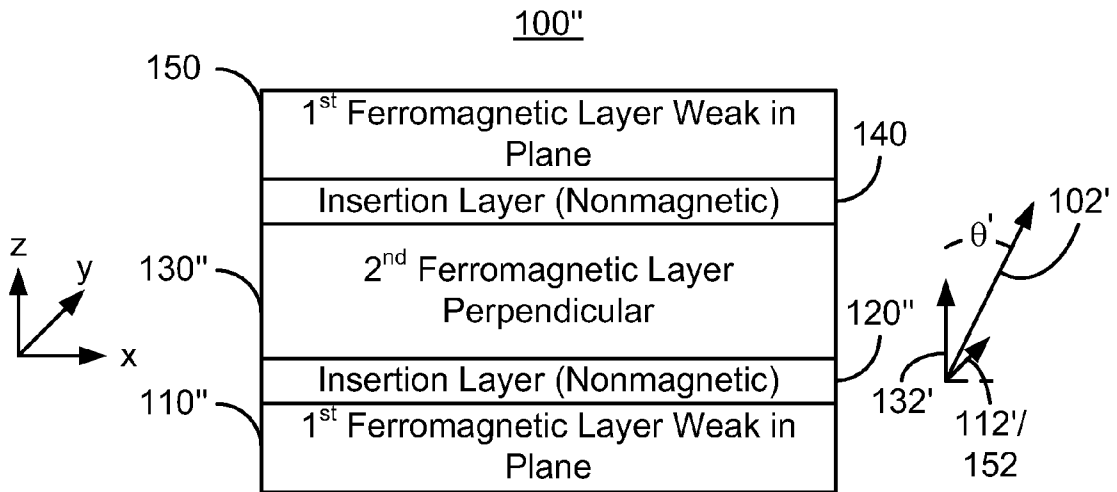 100"
150
1st Ferromagnetic Layer Weak in
Plane
140
Insertion Layer (Nonmagnetic)
102'
θ'
z
y
x
130"
2nd Ferromagnetic Layer
Perpendicular
120"
Insertion Layer (Nonmagnetic)
132'
110"
1st Ferromagnetic Layer Weak in
Plane
112'/
152